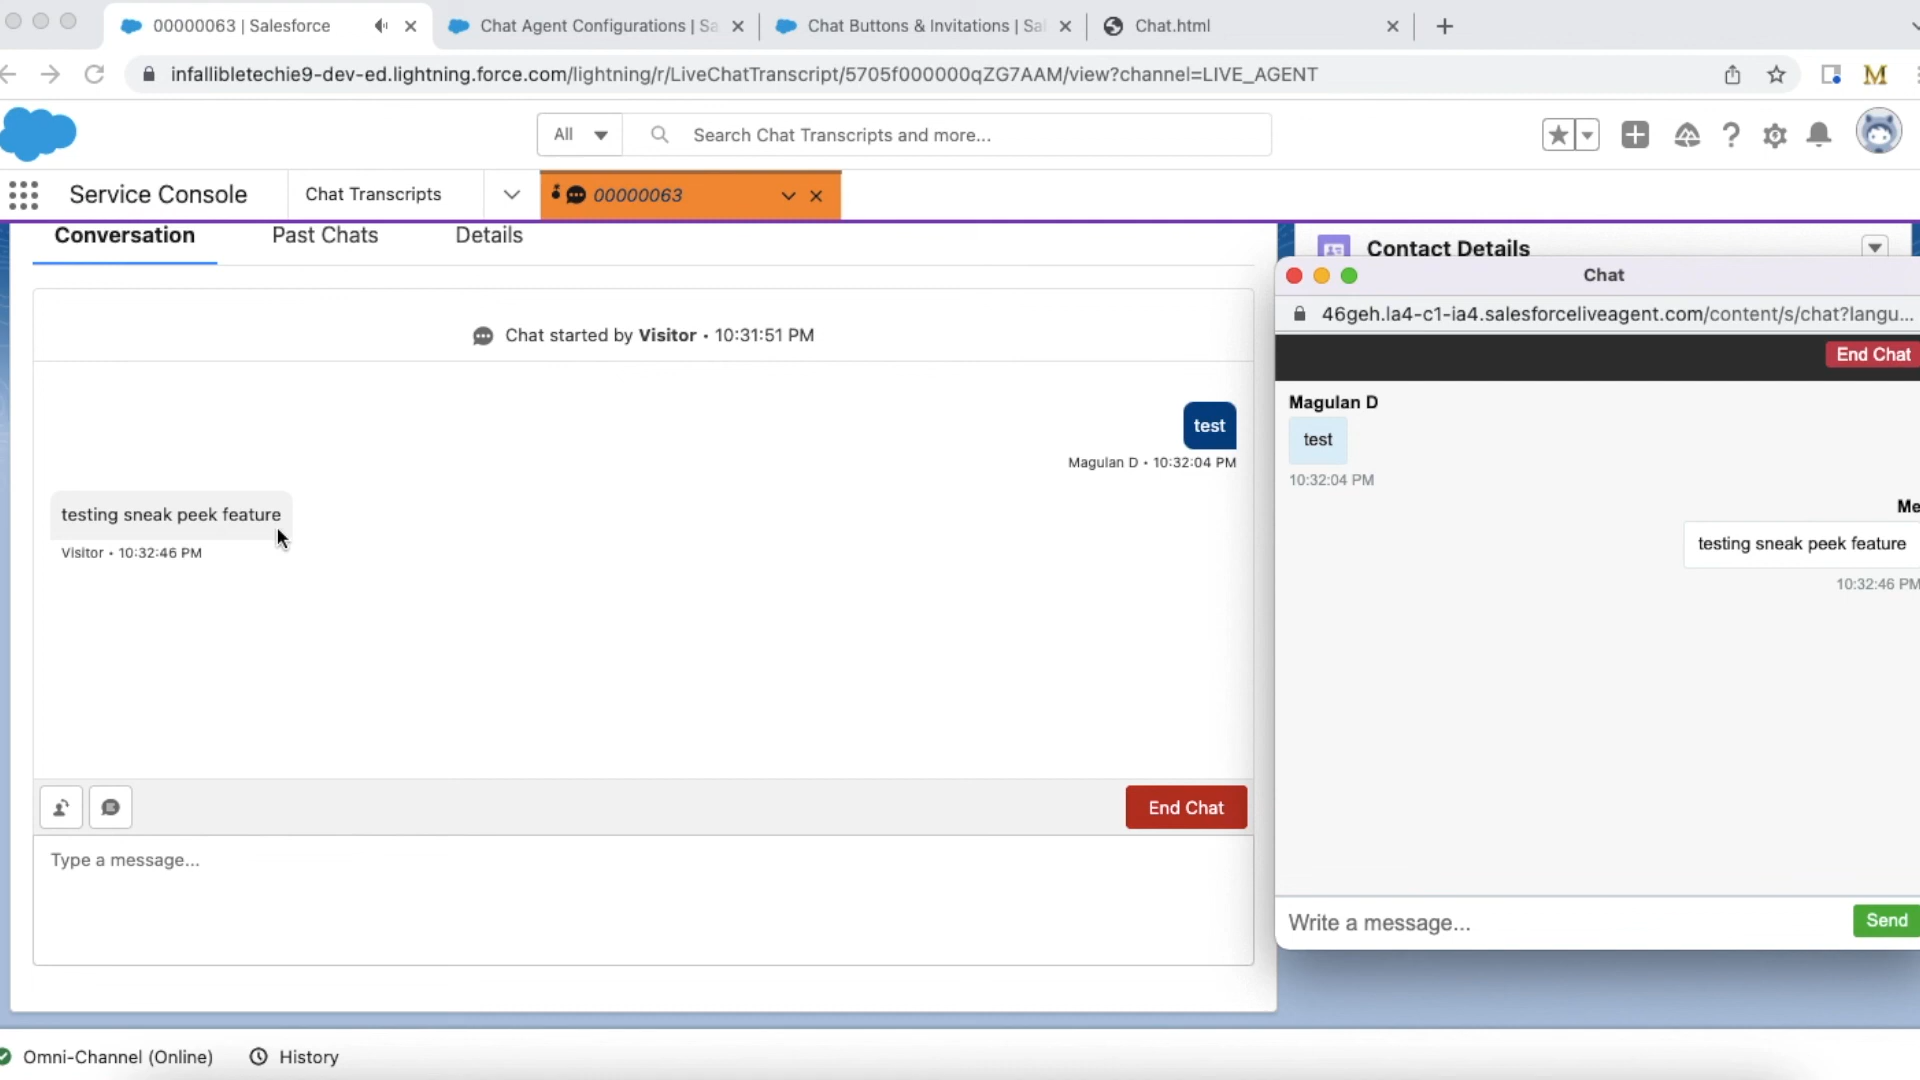 00000063 | Salesforce
Chat Agent Configurations | Sa
Chat Buttons & Invitations | Sal
Chat.html
infallibletechie9-dev-ed.lightning.force.com/lightning/r/LiveChatTranscript/5705f000000qZG7AAM/view?channel=LIVE_AGENT
M
All
Search Chat Transcripts and more...
Service Console
Chat Transcripts
00000063
Conversation
Past Chats
Details
Contact Details
Chat started by Visitor • 10:31:51 PM
test
Magulan D • 10:32:04 PM
testing sneak peek feature
Visitor • 10:32:46 PM
End Chat
Type a message...
Chat
46geh.la4-c1-ia4.salesforceliveagent.com/content/s/chat?langu...
End Chat
Magulan D
test
10:32:04 PM
Me
testing sneak peek feature
10:32:46 PM
Write a message...
Send
Omni-Channel (Online)
History